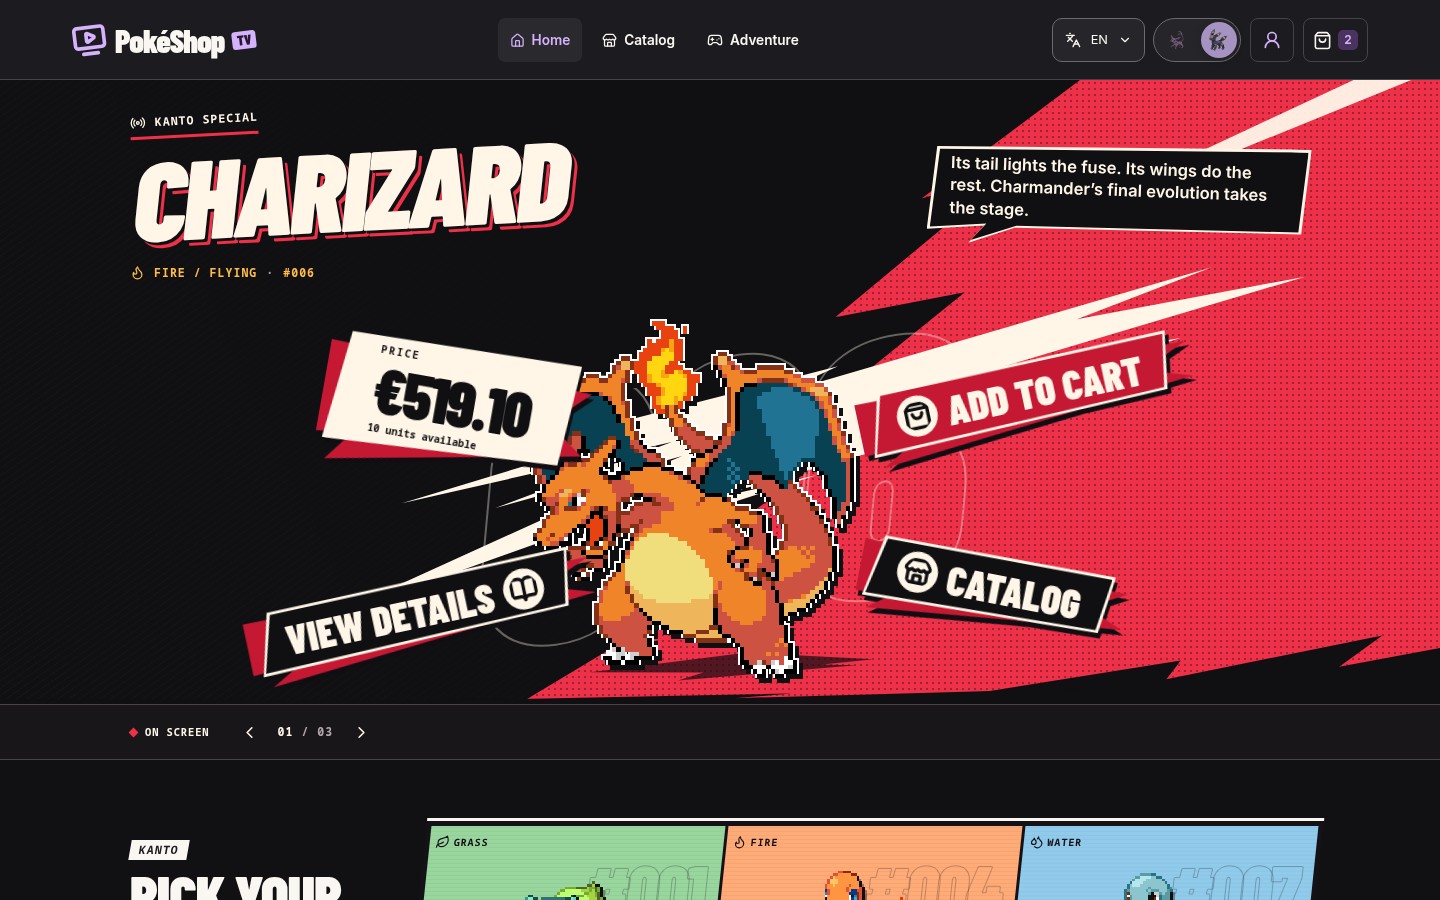 PokéShop TV
Home
Catalog
Adventure
EN
2
KANTO SPECIAL
CHARIZARD
FIRE / FLYING · #006
Its tail lights the fuse. Its wings do the
rest. Charmander’s final evolution takes
the stage.
PRICE
€519.10
10 units available
ADD TO CART
VIEW DETAILS
CATALOG
ON SCREEN
01 / 03
KANTO
PICK YOUR
GRASS
#001
FIRE
#004
WATER
#007